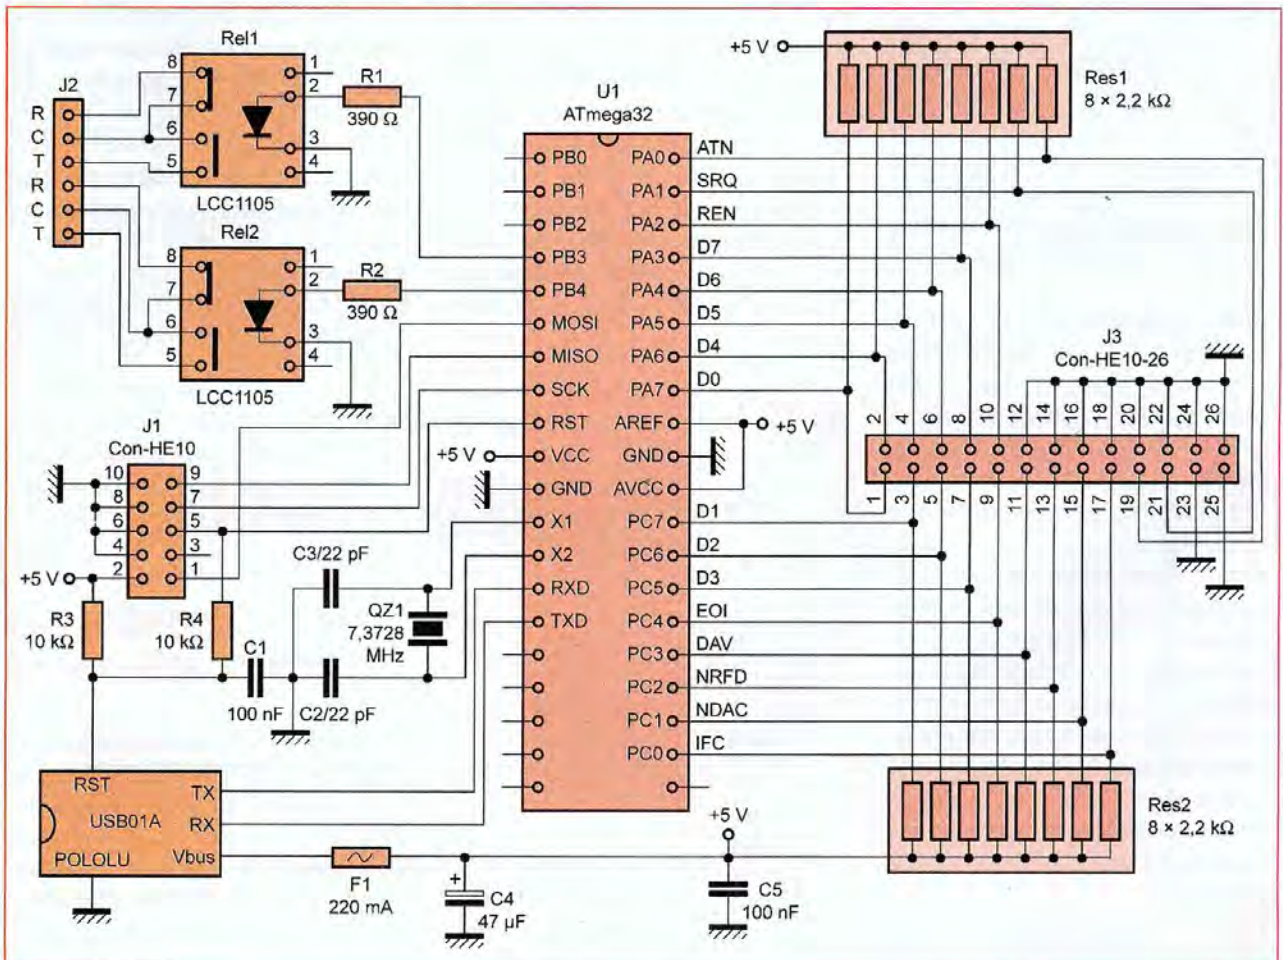 Rel1
8
7
6
5
1
2
3
4
LCC1105
J2
R
C
T
R
C
T
R1
390 Ω
Rel2
8
7
6
5
1
2
3
4
LCC1105
R2
390 Ω
U1
ATmega32
PB0
PB1
PB2
PB3
PB4
MOSI
MISO
SCK
RST
VCC
GND
X1
X2
RXD
TXD
PA0
PA1
PA2
PA3
PA4
PA5
PA6
PA7
AREF
GND
AVCC
PC7
PC6
PC5
PC4
PC3
PC2
PC1
PC0
ATN
SRQ
REN
D7
D6
D5
D4
D0
D1
D2
D3
EOI
DAV
NRFD
NDAC
IFC
+5 V
Res1
8 × 2,2 kΩ
+5 V
+5 V
J3
Con-HE10-26
2
4
6
8
10
12
14
16
18
20
22
24
26
1
3
5
7
9
11
13
15
17
19
21
23
25
J1
Con-HE10
10
8
6
4
2
9
7
5
3
1
+5 V
R3
10 kΩ
R4
10 kΩ
C1
100 nF
C3/22 pF
C2/22 pF
QZ1
7,3728
MHz
RST
TX
USB01A
RX
POLOLU
Vbus
F1
220 mA
+
C4
47 µF
+5 V
C5
100 nF
Res2
8 × 2,2 kΩ